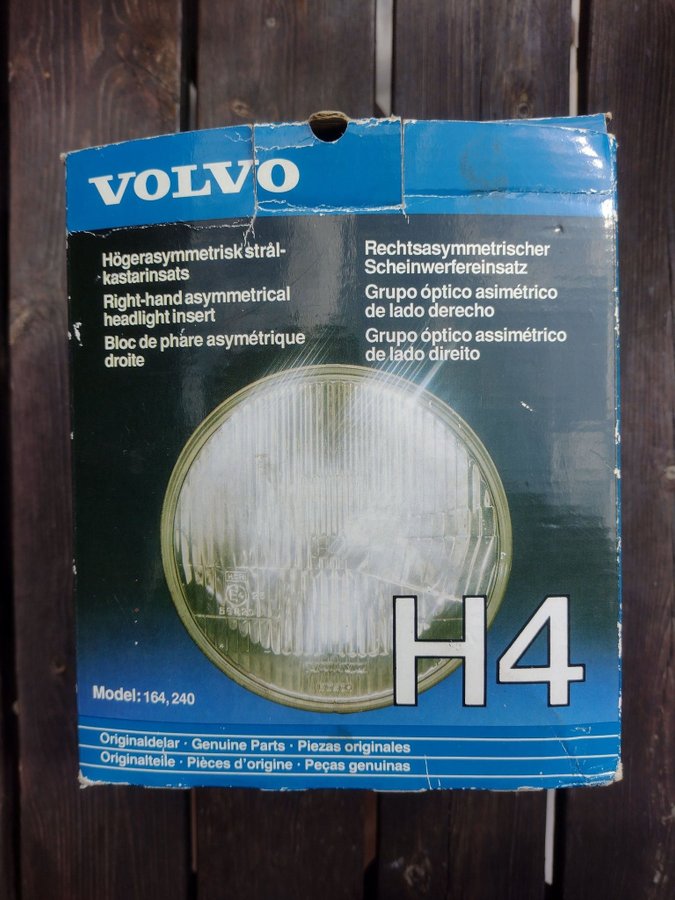 VOLVO
Högerasymmetrisk strål-
kastarinsats
Right-hand asymmetrical
headlight insert
Bloc de phare asymétrique
droite
Rechtsasymmetrischer
Scheinwerfereinsatz
Grupo óptico asimétrico
de lado derecho
Grupo óptico assimétrico
de lado direito
H4
Model: 164, 240
Originaldelar · Genuine Parts · Piezas originales
Originalteile · Pièces d'origine · Peças genuinas